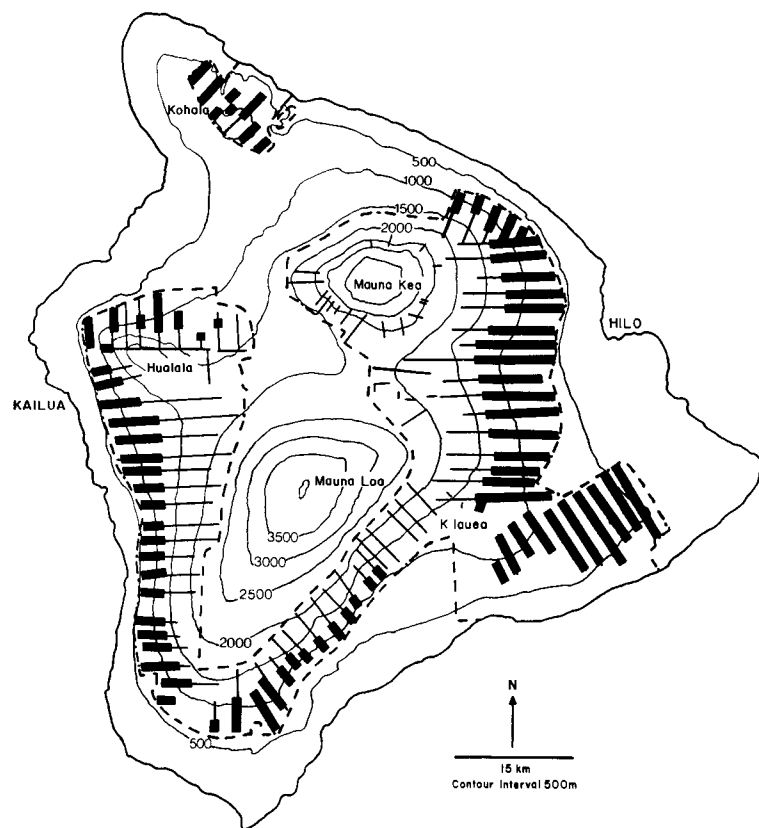 Kohala
500
1000
1500
2000
Mauna Kea
HILO
Hualala
KAILUA
Mauna Loa
3500
K lauea
3000
2500
2000
500
N
15 km
Contour Interval 500m